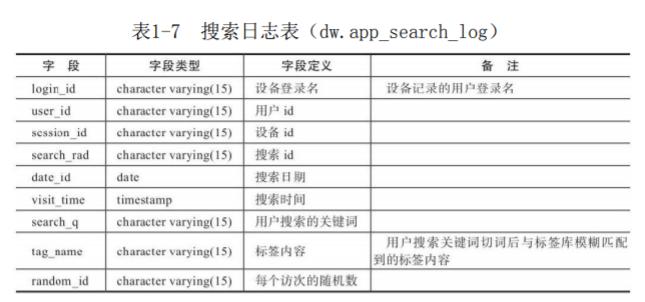 表1-7 搜索日志表（dw.app_search_log）
字 段 字段类型 字段定义 备 注
login_id character varying(15) 设备登录名 设备记录的用户登录名
user_id character varying(15) 用户 id
session_id character varying(15) 设备 id
search_rad character varying(15) 搜索 id
date_id date 搜索日期
visit_time timestamp 搜索时间
search_q character varying(15) 用户搜索的关键词
tag_name character varying(15) 标签内容 用户搜索关键词切词后与标签库模糊匹配
到的标签内容
random_id character varying(15) 每个访次的随机数